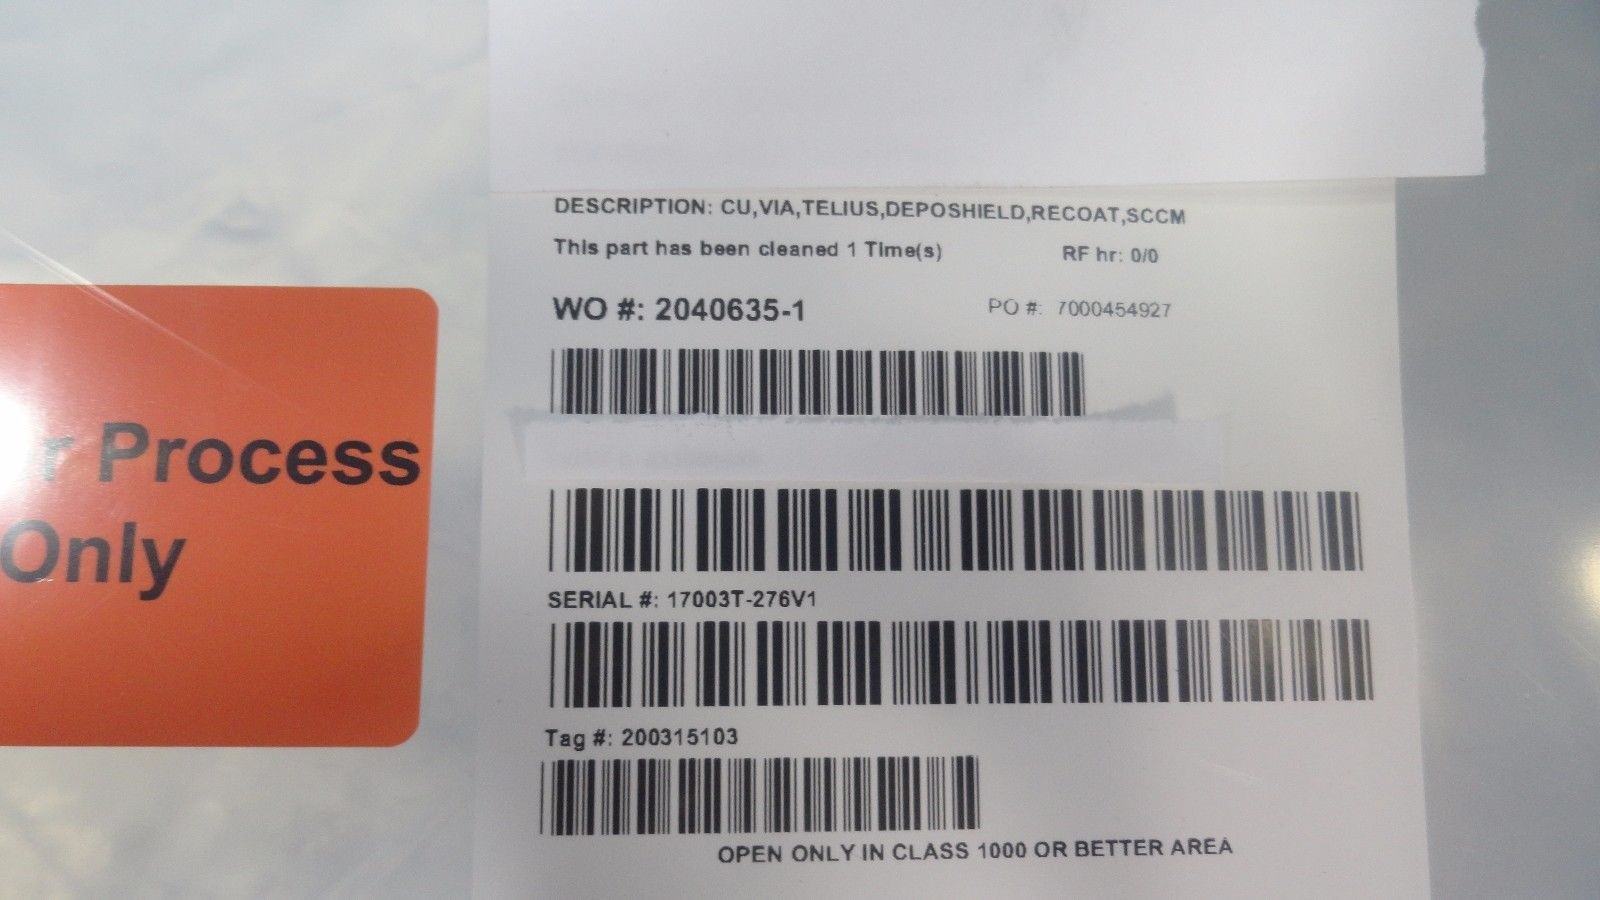 DESCRIPTION: CU,VIA,TELIUS,DEPOSHIELD,RECOAT,SCCM
This part has been cleaned 1 Time(s) RF hr: 0/0
WO #: 2040635-1 PO #: 7000454927
SERIAL #: 17003T-276V1
Tag #: 200315103
OPEN ONLY IN CLASS 1000 OR BETTER AREA
Process
Only